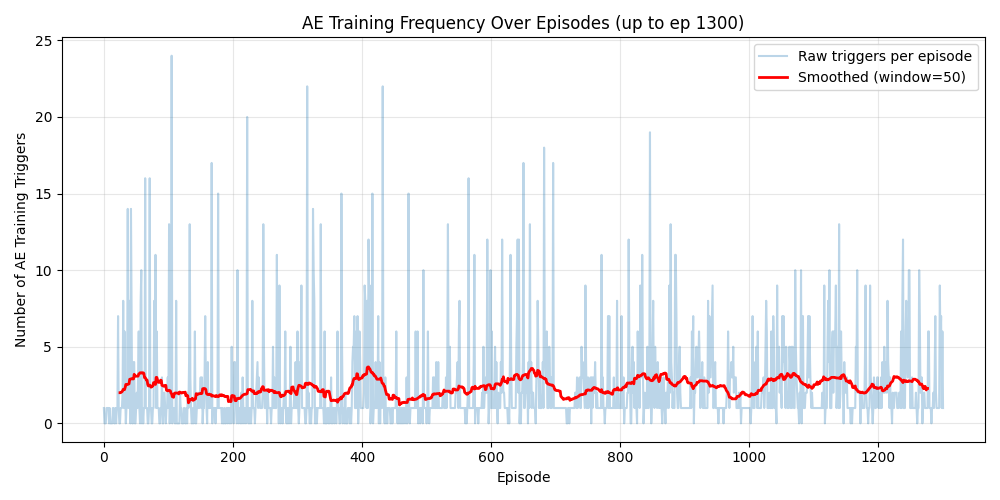 AE Training Frequency Over Episodes (up to ep 1300)
Raw triggers per episode
Smoothed (window=50)
Number of AE Training Triggers
25
20
15
10
5
0
0 200 400 600 800 1000 1200
Episode